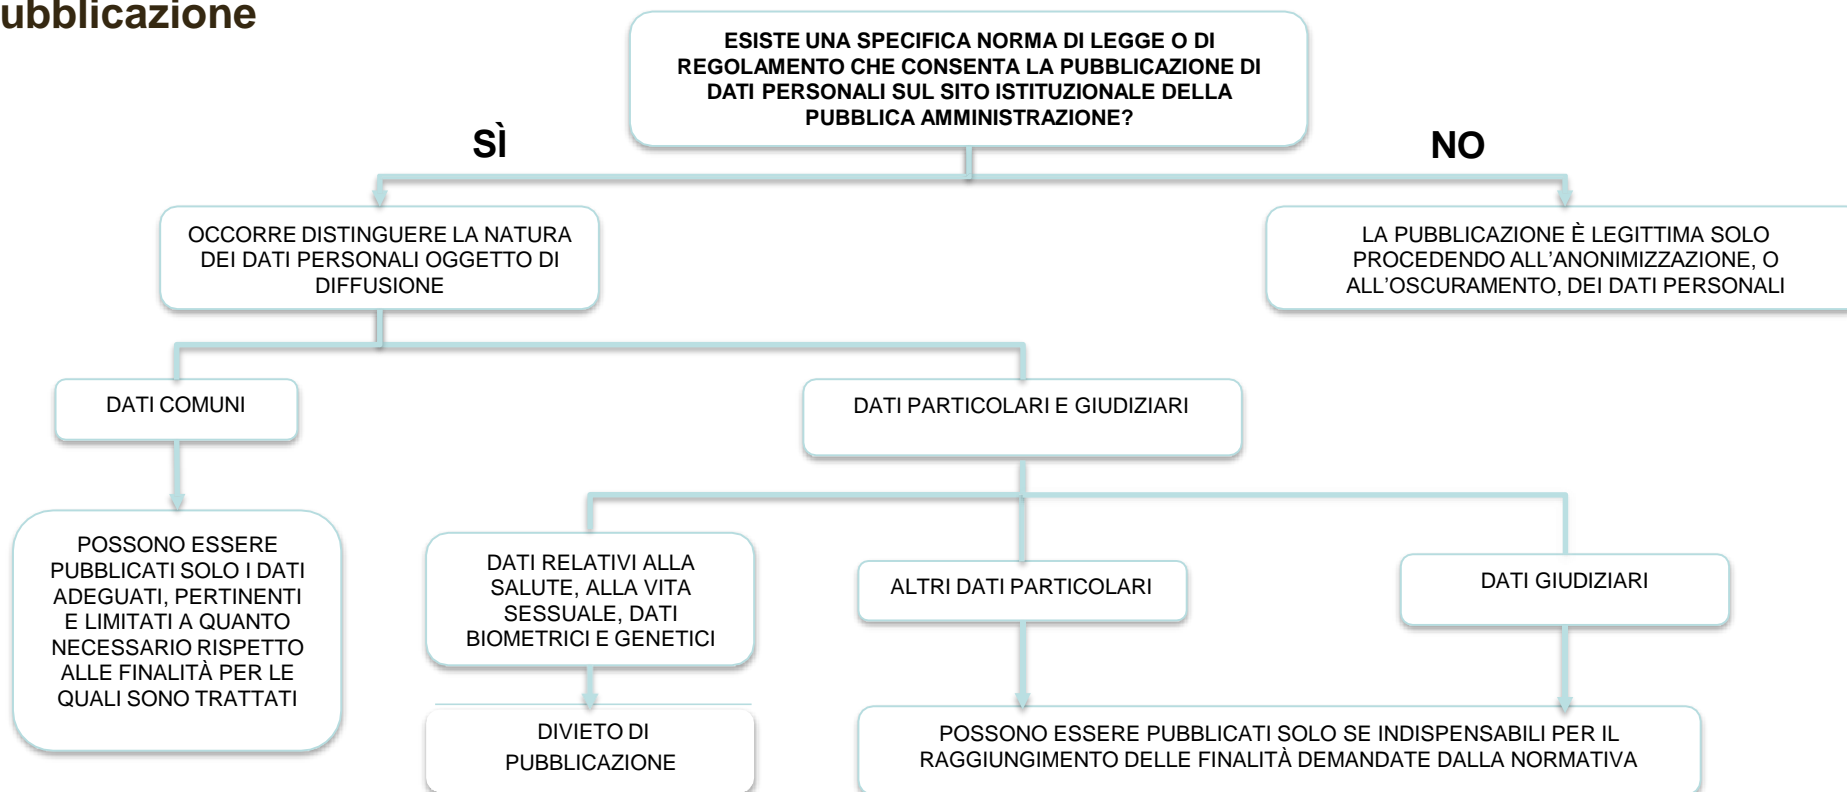 ubblicazione
ESISTE UNA SPECIFICA NORMA DI LEGGE O DI
REGOLAMENTO CHE CONSENTA LA PUBBLICAZIONE DI
DATI PERSONALI SUL SITO ISTITUZIONALE DELLA
PUBBLICA AMMINISTRAZIONE?
SÌ
NO
OCCORRE DISTINGUERE LA NATURA
DEI DATI PERSONALI OGGETTO DI
DIFFUSIONE
LA PUBBLICAZIONE È LEGITTIMA SOLO
PROCEDENDO ALL’ANONIMIZZAZIONE, O
ALL’OSCURAMENTO, DEI DATI PERSONALI
DATI COMUNI
DATI PARTICOLARI E GIUDIZIARI
POSSONO ESSERE
PUBBLICATI SOLO I DATI
ADEGUATI, PERTINENTI
E LIMITATI A QUANTO
NECESSARIO RISPETTO
ALLE FINALITÀ PER LE
QUALI SONO TRATTATI
DATI RELATIVI ALLA
SALUTE, ALLA VITA
SESSUALE, DATI
BIOMETRICI E GENETICI
ALTRI DATI PARTICOLARI
DATI GIUDIZIARI
DIVIETO DI
PUBBLICAZIONE
POSSONO ESSERE PUBBLICATI SOLO SE INDISPENSABILI PER IL
RAGGIUNGIMENTO DELLE FINALITÀ DEMANDATE DALLA NORMATIVA